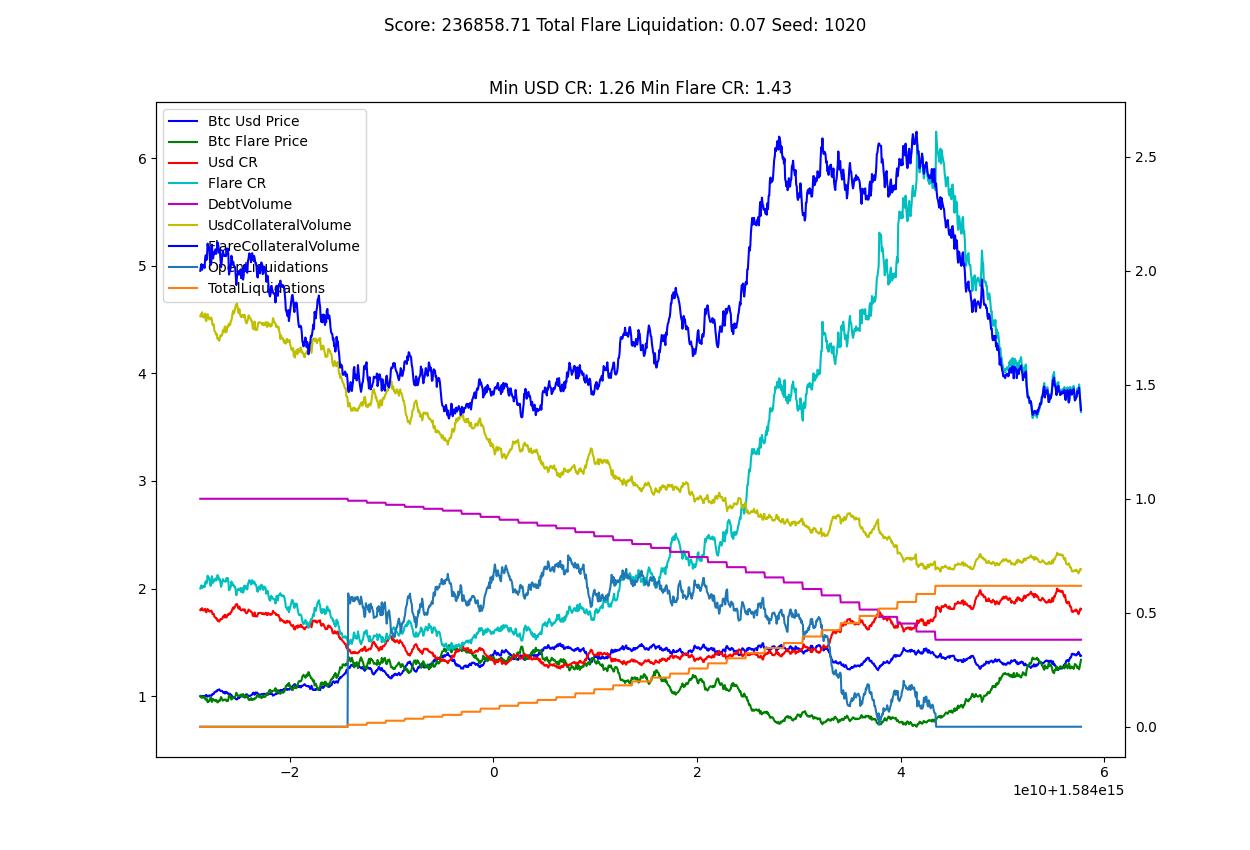 Score: 236858.71 Total Flare Liquidation: 0.07 Seed: 1020
Min USD CR: 1.26 Min Flare CR: 1.43
Btc Usd Price
Btc Flare Price
Usd CR
Flare CR
DebtVolume
UsdCollateralVolume
FlareCollateralVolume
OpenLiquidations
TotalLiquidations
6
5
4
3
2
1
2.5
2.0
1.5
1.0
0.5
0.0
−2
0
2
4
6
1e10+1.584e15